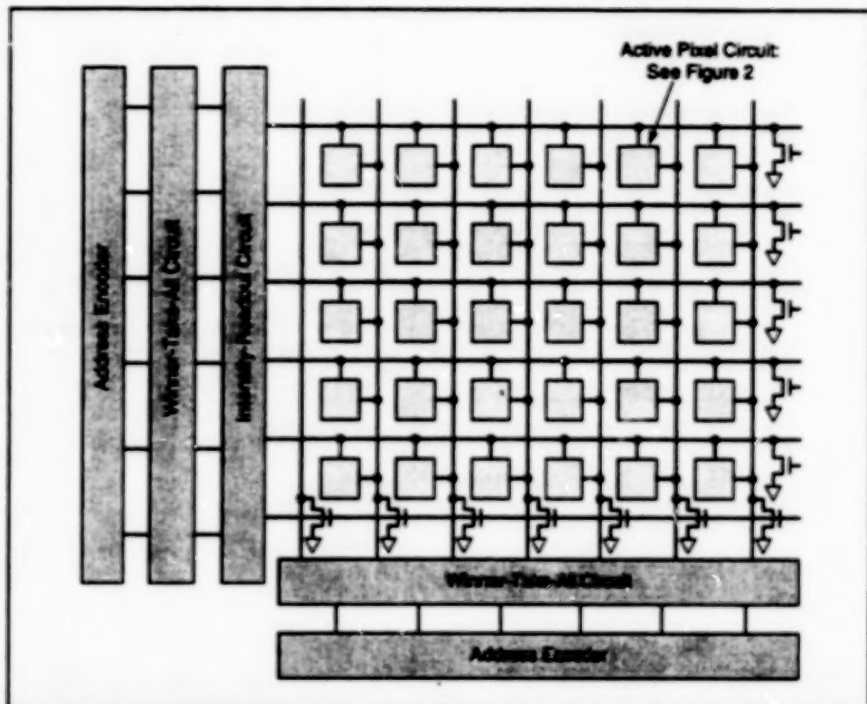 Active Pixel Circuit:
See Figure 2
Address Encoder
Winner-Take-All Circuit
Intensity-Readout Circuit
Winner-Take-All Circuit
Address Encoder